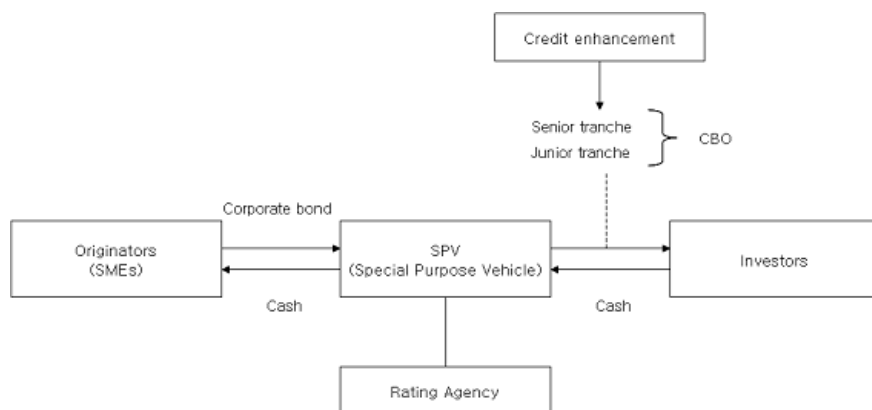 Credit enhancement
Senior tranche
Junior tranche
CBO
Corporate bond
Originators
(SMEs)
SPV
(Special Purpose Vehicle)
Investors
Cash
Cash
Rating Agency